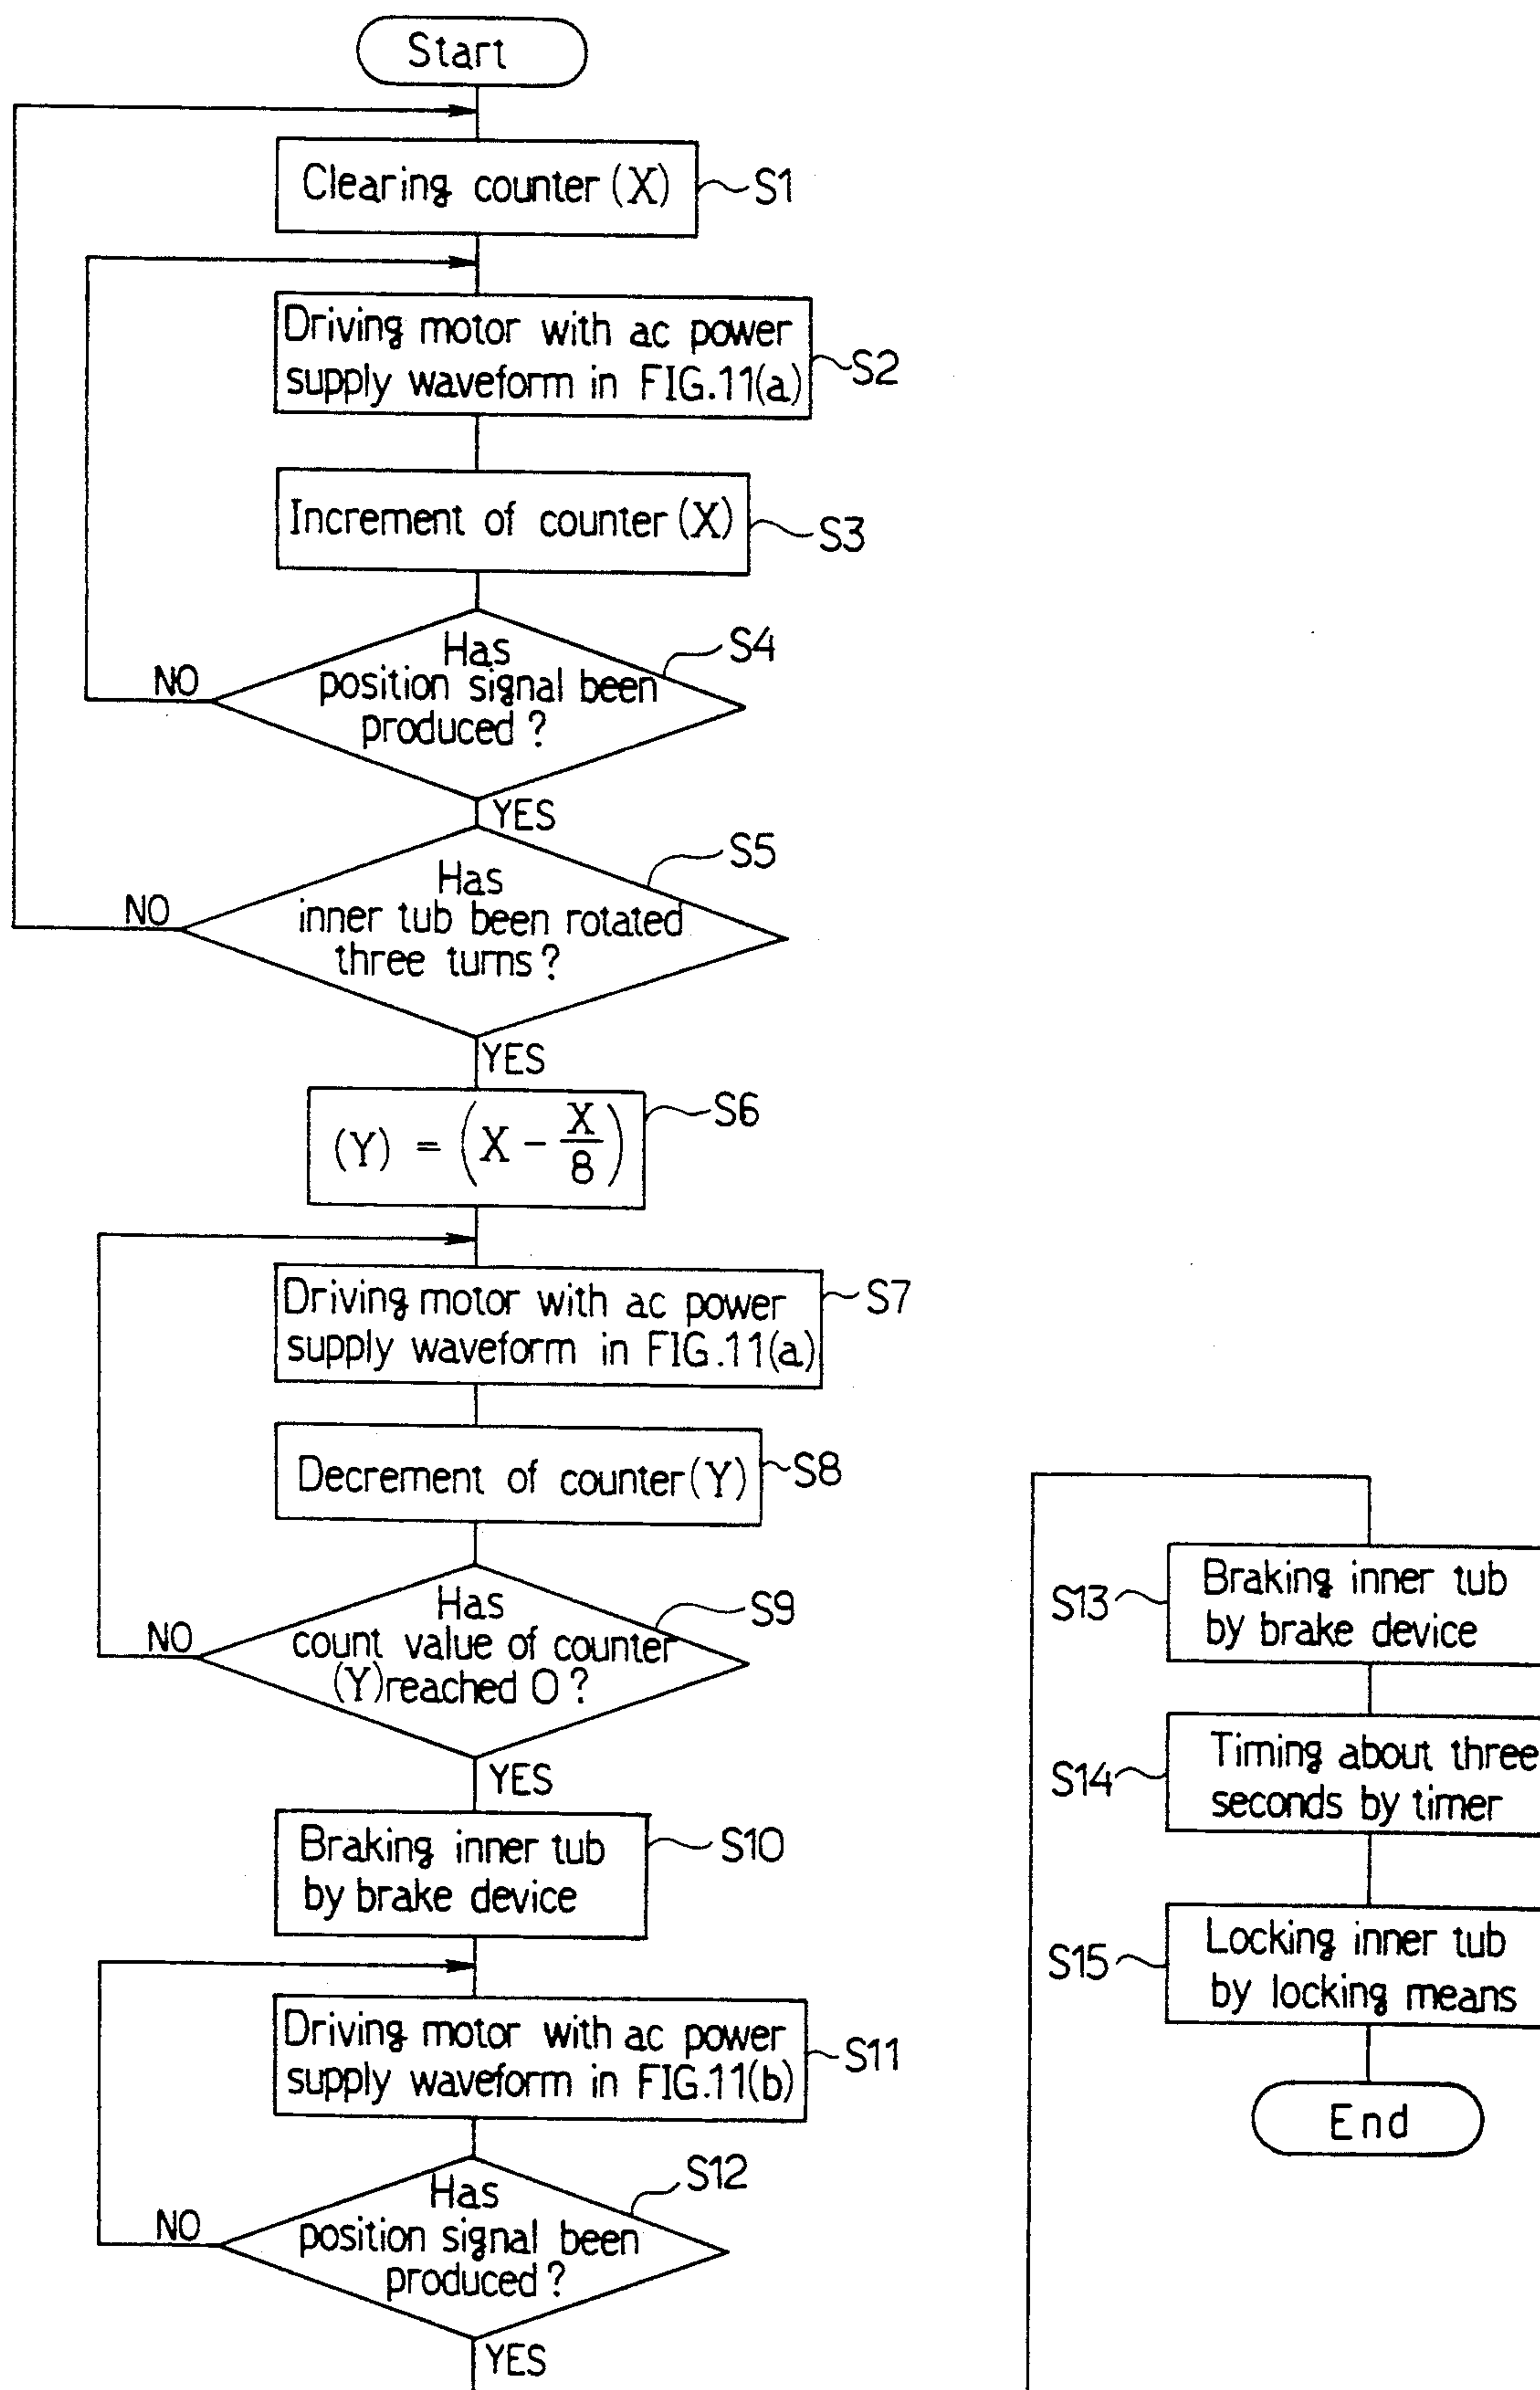 Start
Clearing counter (X)
S1
Driving motor with ac power
supply waveform in FIG.11(a)
S2
Increment of counter (X)
S3
Has
position signal been
produced ?
S4
NO
YES
Has
inner tub been rotated
three turns ?
S5
NO
YES
(Y) = (X - X/8)
S6
Driving motor with ac power
supply waveform in FIG.11(a)
S7
Decrement of counter (Y)
S8
Has
count value of counter
(Y) reached 0 ?
S9
NO
YES
Braking inner tub
by brake device
S10
Driving motor with ac power
supply waveform in FIG.11(b)
S11
Has
position signal been
produced ?
S12
NO
YES
S13
Braking inner tub
by brake device
S14
Timing about three
seconds by timer
S15
Locking inner tub
by locking means
End